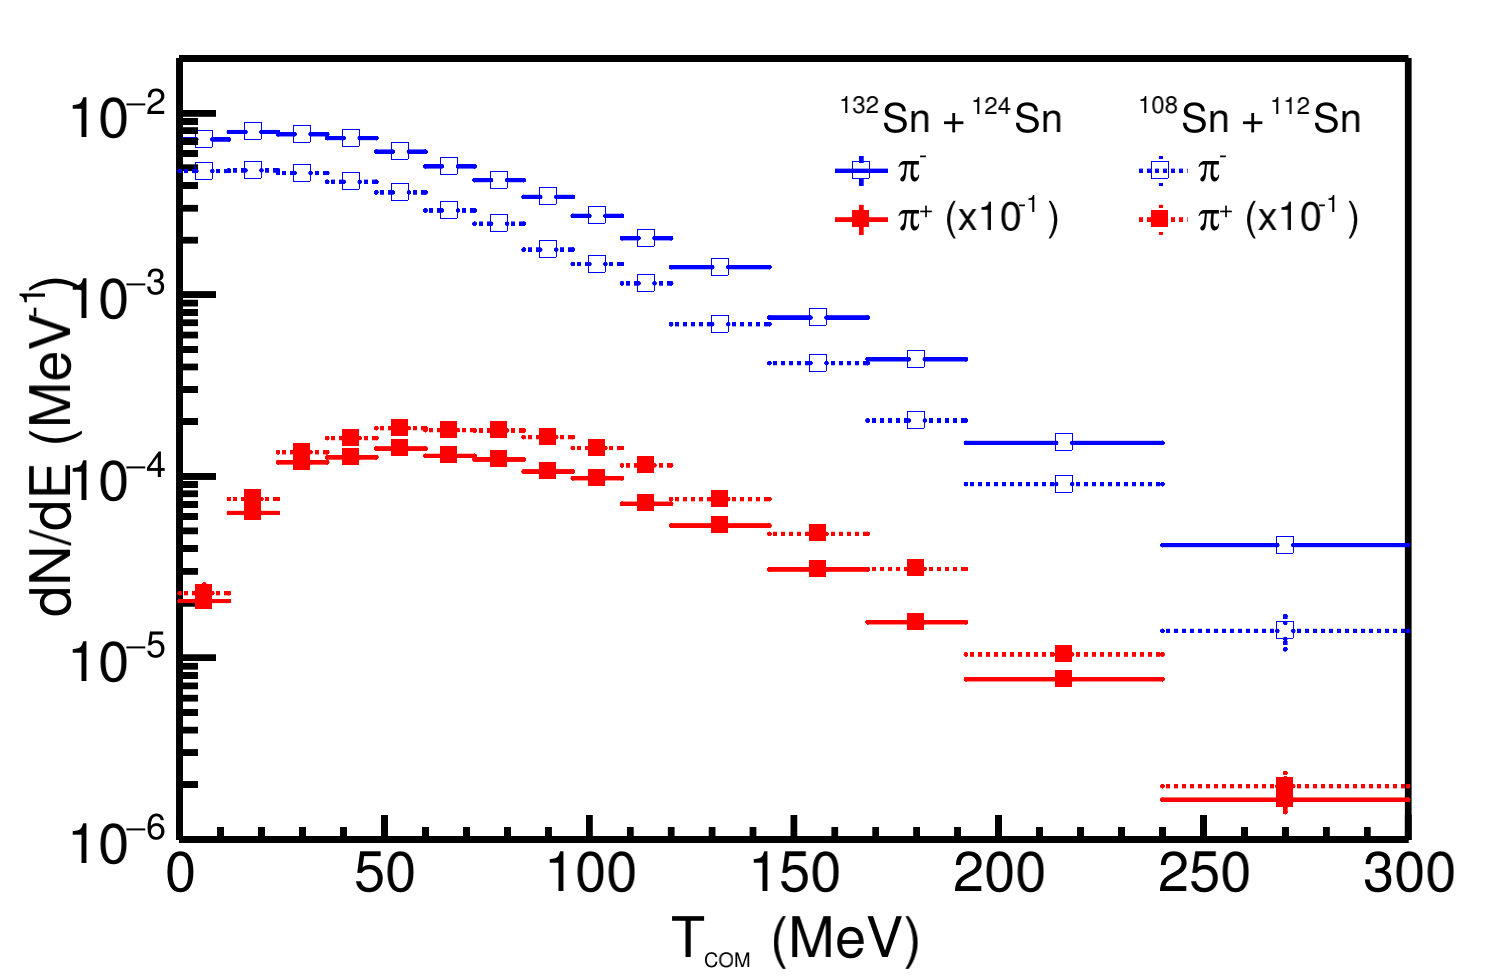 ¹³²Sn + ¹²⁴Sn
¹⁰⁸Sn + ¹¹²Sn
π⁻
π⁻
π⁺ (x10⁻¹ )
π⁺ (x10⁻¹ )
dN/dE (MeV⁻¹)
10⁻²
10⁻³
10⁻⁴
10⁻⁵
10⁻⁶
0 50 100 150 200 250 300
T_COM (MeV)